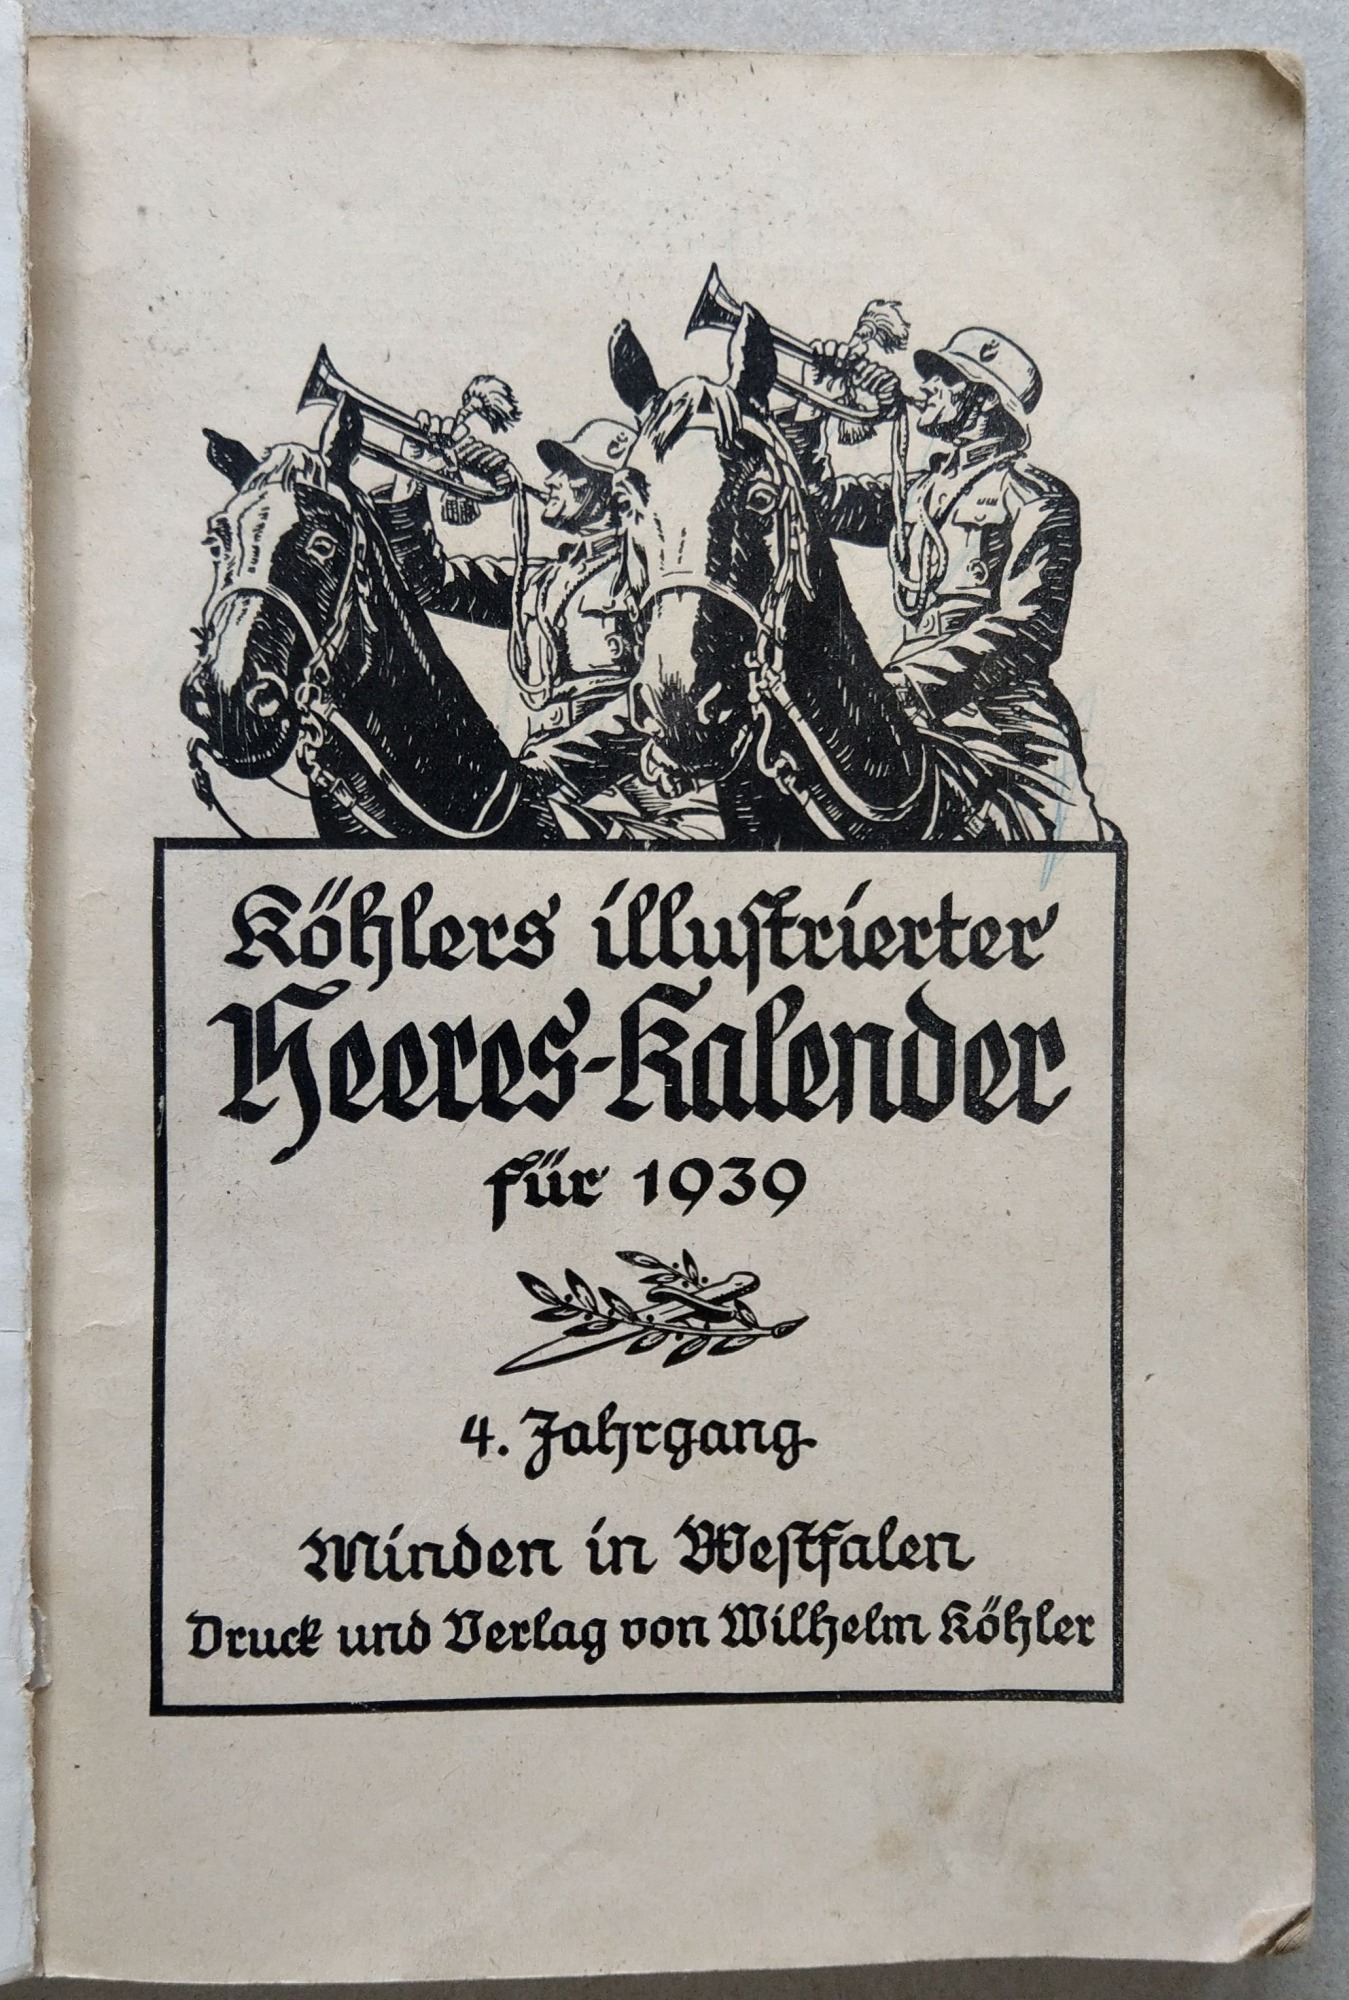 Köhlers illustrierter
Heeres-Kalender
für 1939
4. Jahrgang
Minden in Westfalen
Druck und Verlag von Wilhelm Köhler